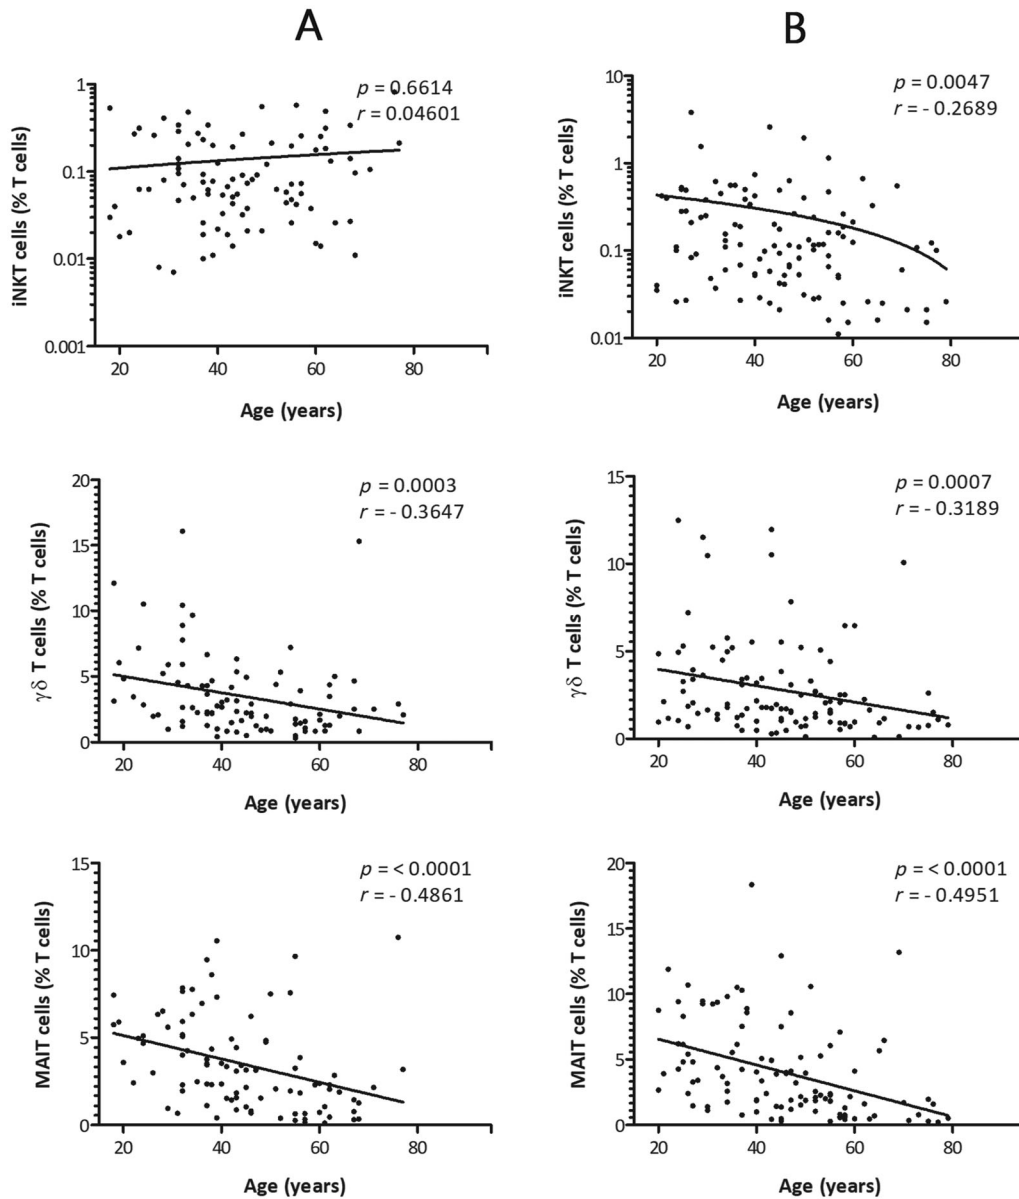 A
B
p = 0.6614
r = 0.04601
iNKT cells (% T cells)
1
0.1
0.01
0.001
20
40
60
80
Age (years)
p = 0.0047
r = - 0.2689
iNKT cells (% T cells)
10
1
0.1
0.01
20
40
60
80
Age (years)
p = 0.0003
r = - 0.3647
γδ T cells (% T cells)
20
15
10
5
0
20
40
60
80
Age (years)
p = 0.0007
r = - 0.3189
γδ T cells (% T cells)
15
10
5
0
20
40
60
80
Age (years)
p = < 0.0001
r = - 0.4861
MAIT cells (% T cells)
15
10
5
0
20
40
60
80
Age (years)
p = < 0.0001
r = - 0.4951
MAIT cells (% T cells)
20
15
10
5
0
20
40
60
80
Age (years)